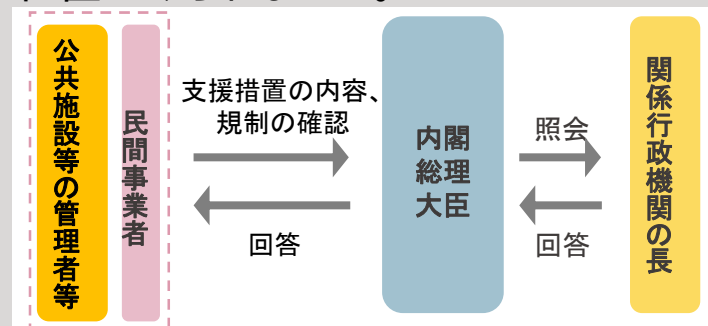 公共施設等の管理者等
民間事業者
支援措置の内容、
規制の確認
回答
内閣
総理
大臣
照会
回答
関係行政機関の長